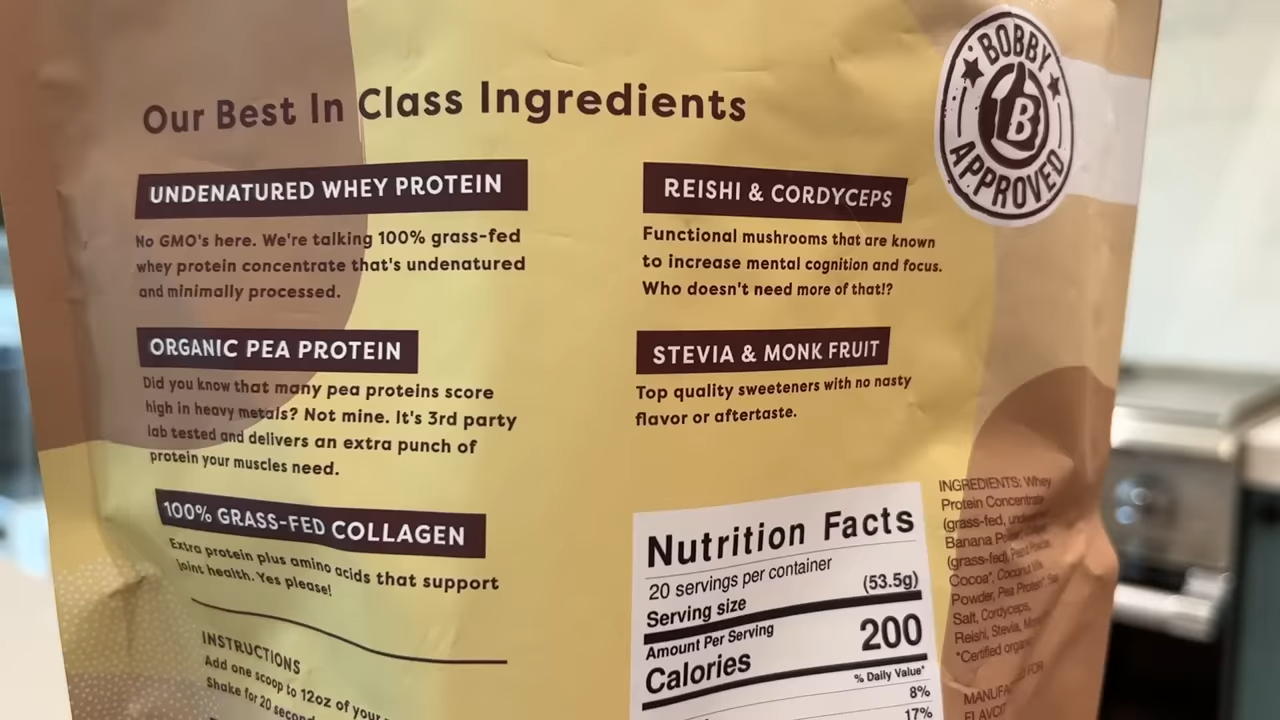 Our Best In Class Ingredients
BOBBY
B
APPROVED
UNDENATURED WHEY PROTEIN
No GMO's here. We're talking 100% grass-fed
whey protein concentrate that's undenatured
and minimally processed.
ORGANIC PEA PROTEIN
Did you know that many pea proteins score
high in heavy metals? Not mine. It's 3rd party
lab tested and delivers an extra punch of
protein your muscles need.
100% GRASS-FED COLLAGEN
Extra protein plus amino acids that support
joint health. Yes please!
INSTRUCTIONS
Add one scoop to 12oz of your
Shake for 20
REISHI & CORDYCEPS
Functional mushrooms that are known
to increase mental cognition and focus.
Who doesn't need more of that!?
STEVIA & MONK FRUIT
Top quality sweeteners with no nasty
flavor or aftertaste.
Nutrition Facts
20 servings per container
Serving size (53.5g)
Amount Per Serving
Calories 200
% Daily Value*
8%
17%
INGREDIENTS: Whey
Protein Concentrate
(grass-fed,
Banana
(grass-fed),
Cocoa*, Coconut
Powder, Pea Protein*,
Salt, Cordyceps,
Reishi, Stevia,
*Certified
FOR